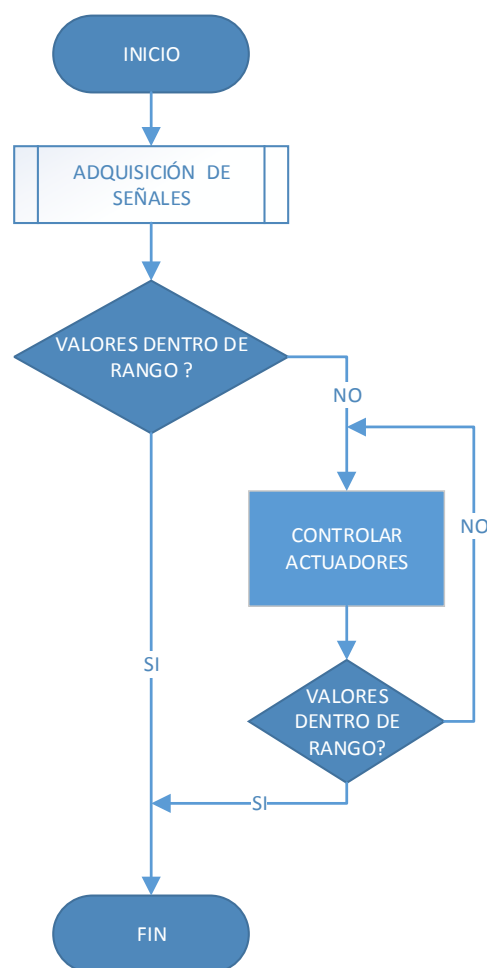 INICIO
ADQUISICIÓN DE
SEÑALES
VALORES DENTRO DE
RANGO ?
NO
CONTROLAR
ACTUADORES
NO
SI
VALORES
DENTRO DE
RANGO?
SI
FIN